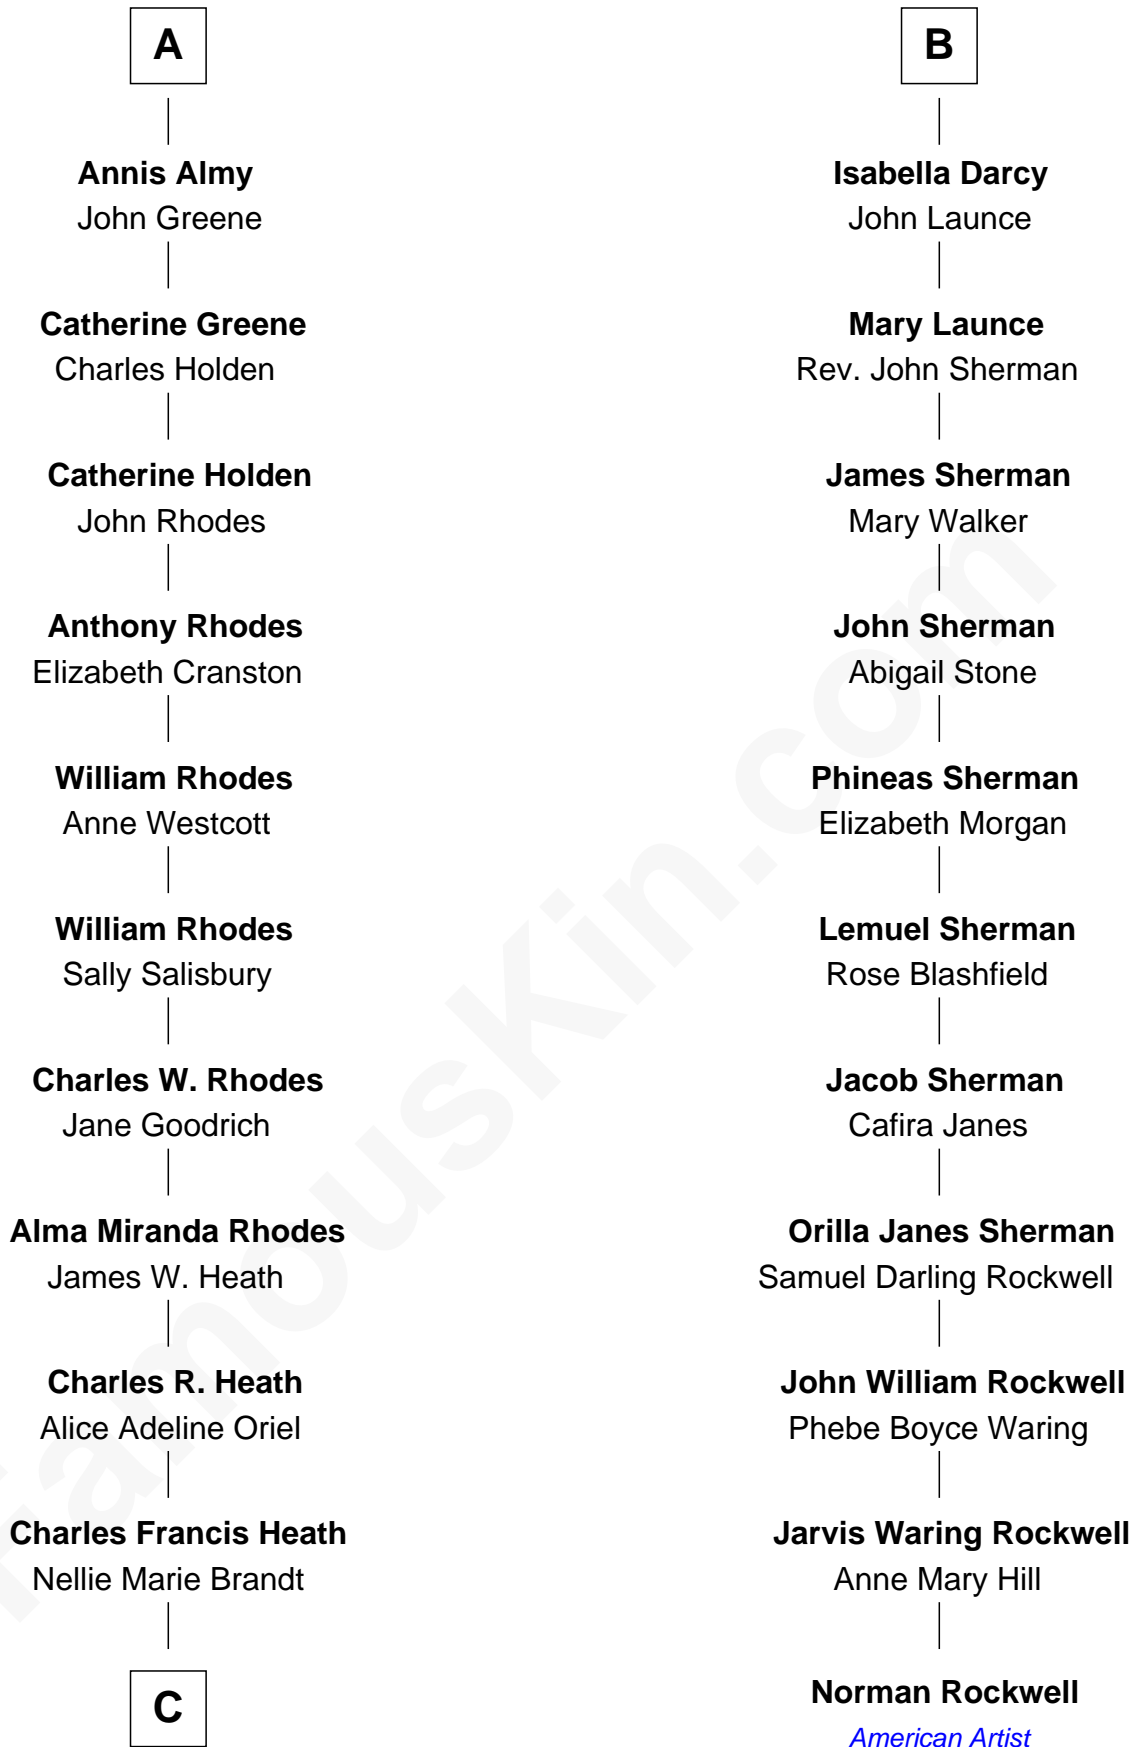 A
Annis Almy
John Greene
Catherine Greene
Charles Holden
Catherine Holden
John Rhodes
Anthony Rhodes
Elizabeth Cranston
William Rhodes
Anne Westcott
William Rhodes
Sally Salisbury
Charles W. Rhodes
Jane Goodrich
Alma Miranda Rhodes
James W. Heath
Charles R. Heath
Alice Adeline Oriel
Charles Francis Heath
Nellie Marie Brandt
C
B
Isabella Darcy
John Launce
Mary Launce
Rev. John Sherman
James Sherman
Mary Walker
John Sherman
Abigail Stone
Phineas Sherman
Elizabeth Morgan
Lemuel Sherman
Rose Blashfield
Jacob Sherman
Cafira Janes
Orilla Janes Sherman
Samuel Darling Rockwell
John William Rockwell
Phebe Boyce Waring
Jarvis Waring Rockwell
Anne Mary Hill
Norman Rockwell
American Artist
FamousKin.com